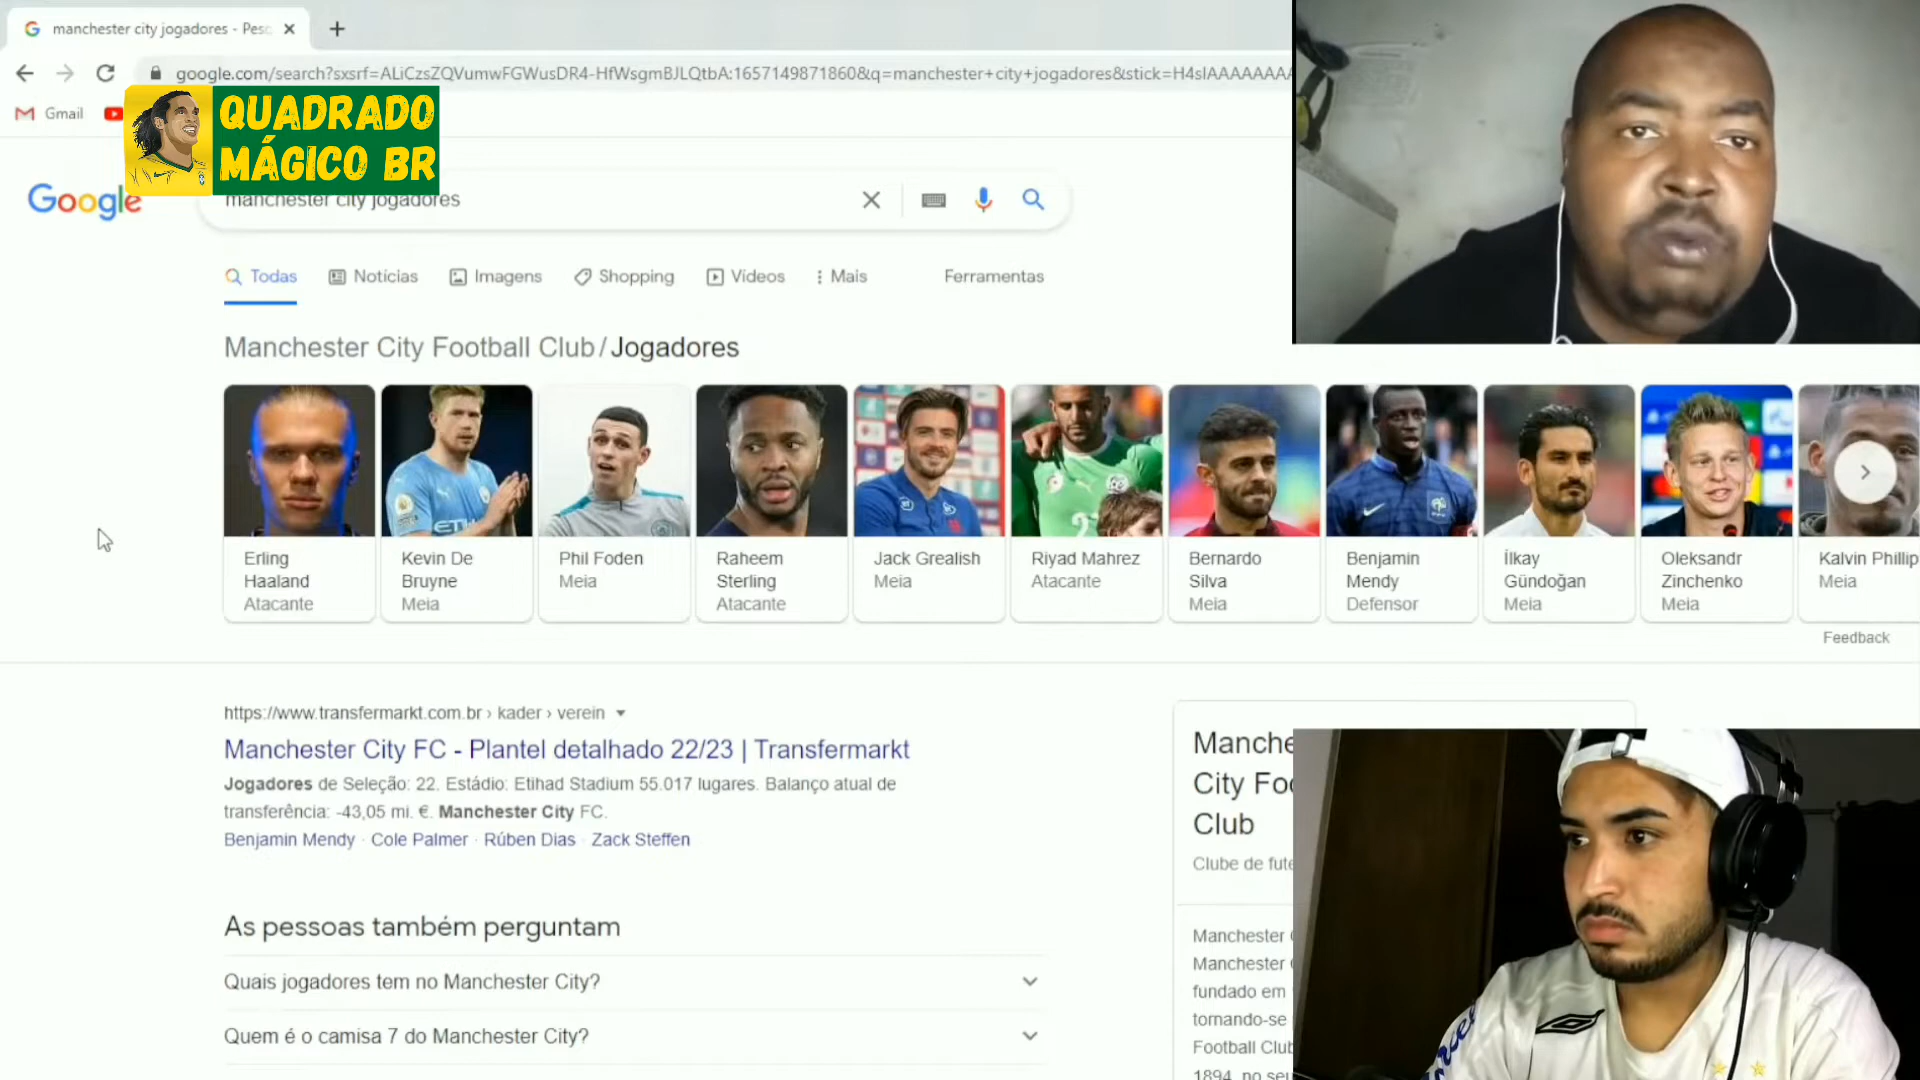 manchester city jogadores - Pesc
google.com/search?sxsrf=ALiCzsZQVumwFGWusDR4-HfWsgmBJLQtbA:1657149871860&q=manchester+city+jogadores&stick=H4sIAAAAAAA
Gmail
QUADRADO
MÁGICO BR
Google
manchester city jogadores
Todas
Notícias
Imagens
Shopping
Vídeos
Mais
Ferramentas
Manchester City Football Club/Jogadores
Erling
Haaland
Atacante
Kevin De
Bruyne
Meia
Phil Foden
Meia
Raheem
Sterling
Atacante
Jack Grealish
Meia
Riyad Mahrez
Atacante
Bernardo
Silva
Meia
Benjamin
Mendy
Defensor
İlkay
Gündoğan
Meia
Oleksandr
Zinchenko
Meia
Kalvin Phillip
Meia
Feedback
https://www.transfermarkt.com.br › kader › verein
Manchester City FC - Plantel detalhado 22/23 | Transfermarkt
Jogadores de Seleção: 22. Estádio: Etihad Stadium 55.017 lugares. Balanço atual de
transferência: -43,05 mi. €. Manchester City FC.
Benjamin Mendy · Cole Palmer · Rúben Dias · Zack Steffen
As pessoas também perguntam
Quais jogadores tem no Manchester City?
Quem é o camisa 7 do Manchester City?
Manche
City Foo
Club
Clube de fute
Manchester
Manchester
fundado em
tornando-se
Football Club
1894, no seu